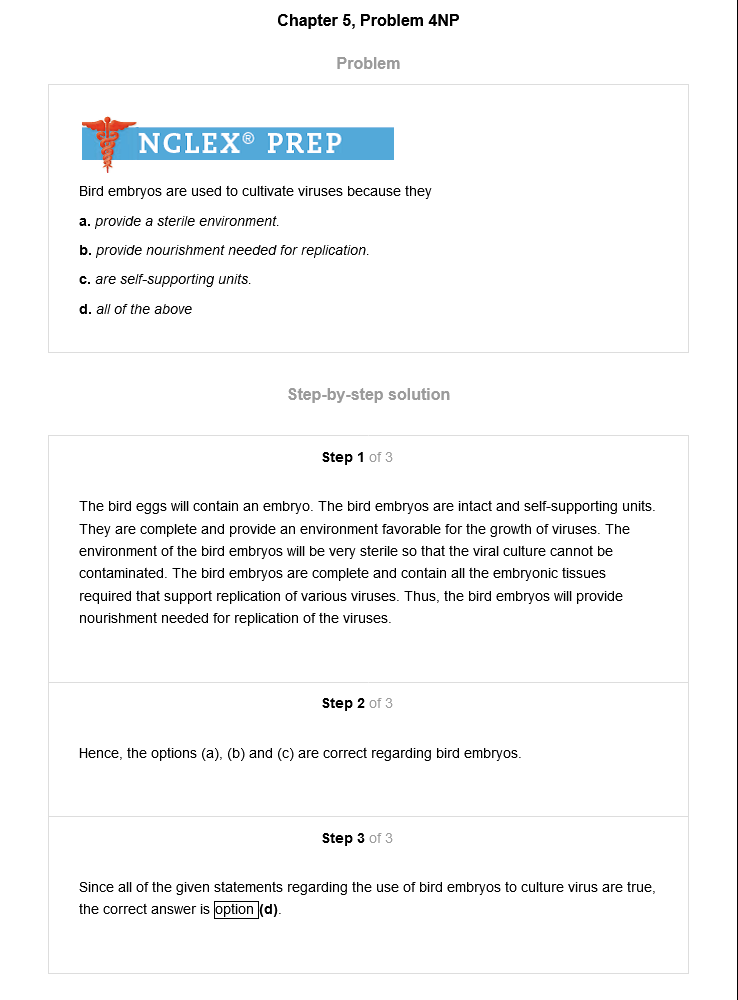 Chapter 5, Problem 4NP
Problem
NCLEX® PREP
Bird embryos are used to cultivate viruses because they
a. provide a sterile environment.
b. provide nourishment needed for replication.
c. are self-supporting units.
d. all of the above
Step-by-step solution
Step 1 of 3
The bird eggs will contain an embryo. The bird embryos are intact and self-supporting units.
They are complete and provide an environment favorable for the growth of viruses. The
environment of the bird embryos will be very sterile so that the viral culture cannot be
contaminated. The bird embryos are complete and contain all the embryonic tissues
required that support replication of various viruses. Thus, the bird embryos will provide
nourishment needed for replication of the viruses.
Step 2 of 3
Hence, the options (a), (b) and (c) are correct regarding bird embryos.
Step 3 of 3
Since all of the given statements regarding the use of bird embryos to culture virus are true,
the correct answer is option (d).